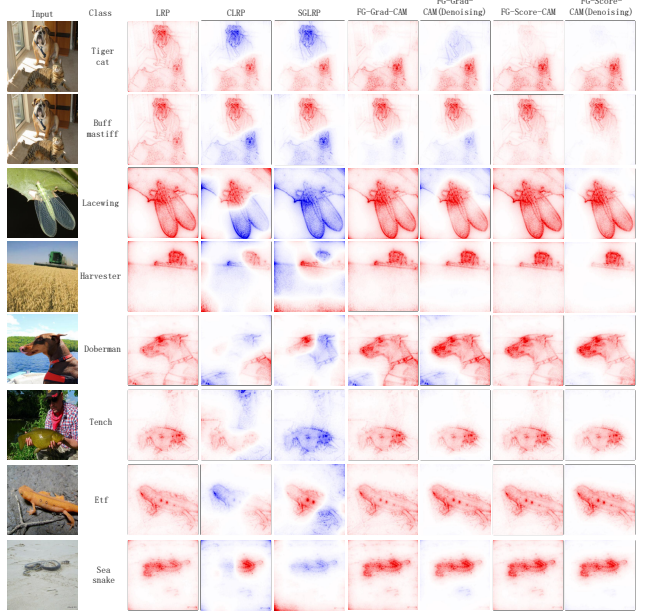 Input Class LRP CLRP SGLRP FG-Grad-CAM FG-Grad-CAM(Denoising) FG-Score-CAM FG-Score-CAM(Denoising)
Tiger
cat
Buff
mastiff
Lacewing
Harvester
Doberman
Tench
Etf
Sea
snake